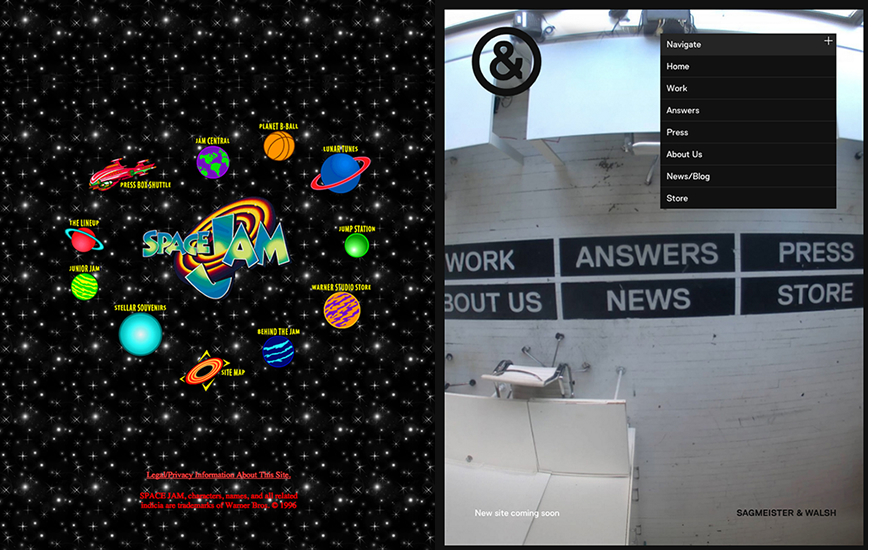 PLANET B-BALL
JAM CENTRAL
LUNAR TUNES
PRESS BOX SHUTTLE
THE LINEUP
SPACE JAM
JUMP STATION
JUNIOR JAM
WARNER STUDIO STORE
STELLAR SOUVENIRS
BEHIND THE JAM
SITE MAP
Legal/Privacy Information About This Site.
SPACE JAM, characters, names, and all related
indicia are trademarks of Warner Bros. © 1996
&
Navigate
Home
Work
Answers
Press
About Us
News/Blog
Store
WORK ANSWERS PRESS
BOUT US NEWS STORE
New site coming soon
SAGMEISTER & WALSH